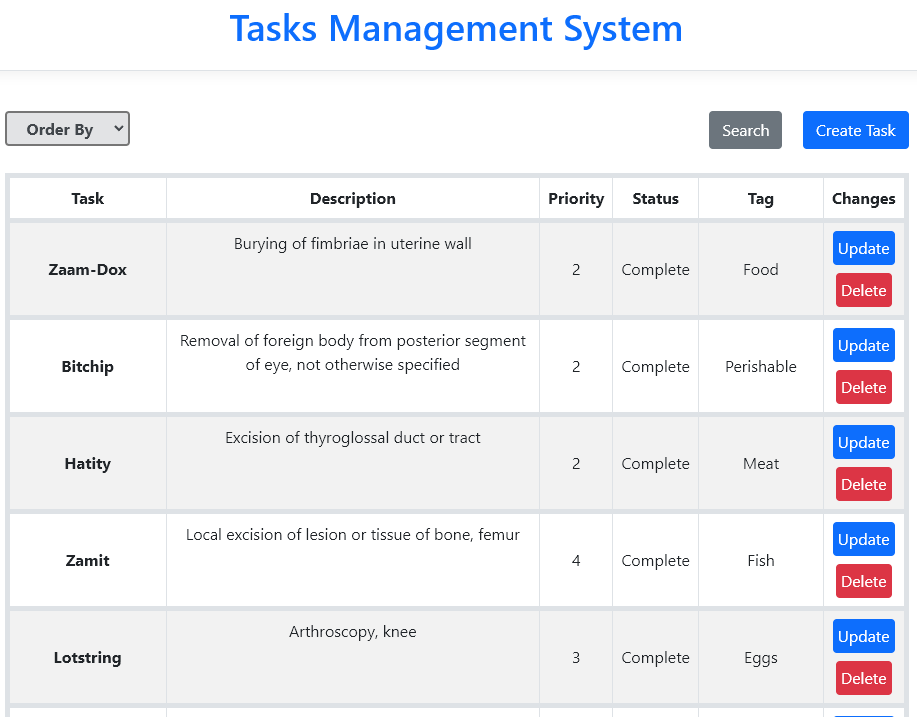 Tasks Management System
Order By
Search
Create Task
Task Description Priority Status Tag Changes
Zaam-Dox Burying of fimbriae in uterine wall 2 Complete Food Update
Delete
Bitchip Removal of foreign body from posterior segment
of eye, not otherwise specified 2 Complete Perishable Update
Delete
Hatity Excision of thyroglossal duct or tract 2 Complete Meat Update
Delete
Zamit Local excision of lesion or tissue of bone, femur 4 Complete Fish Update
Delete
Lotstring Arthroscopy, knee 3 Complete Eggs Update
Delete